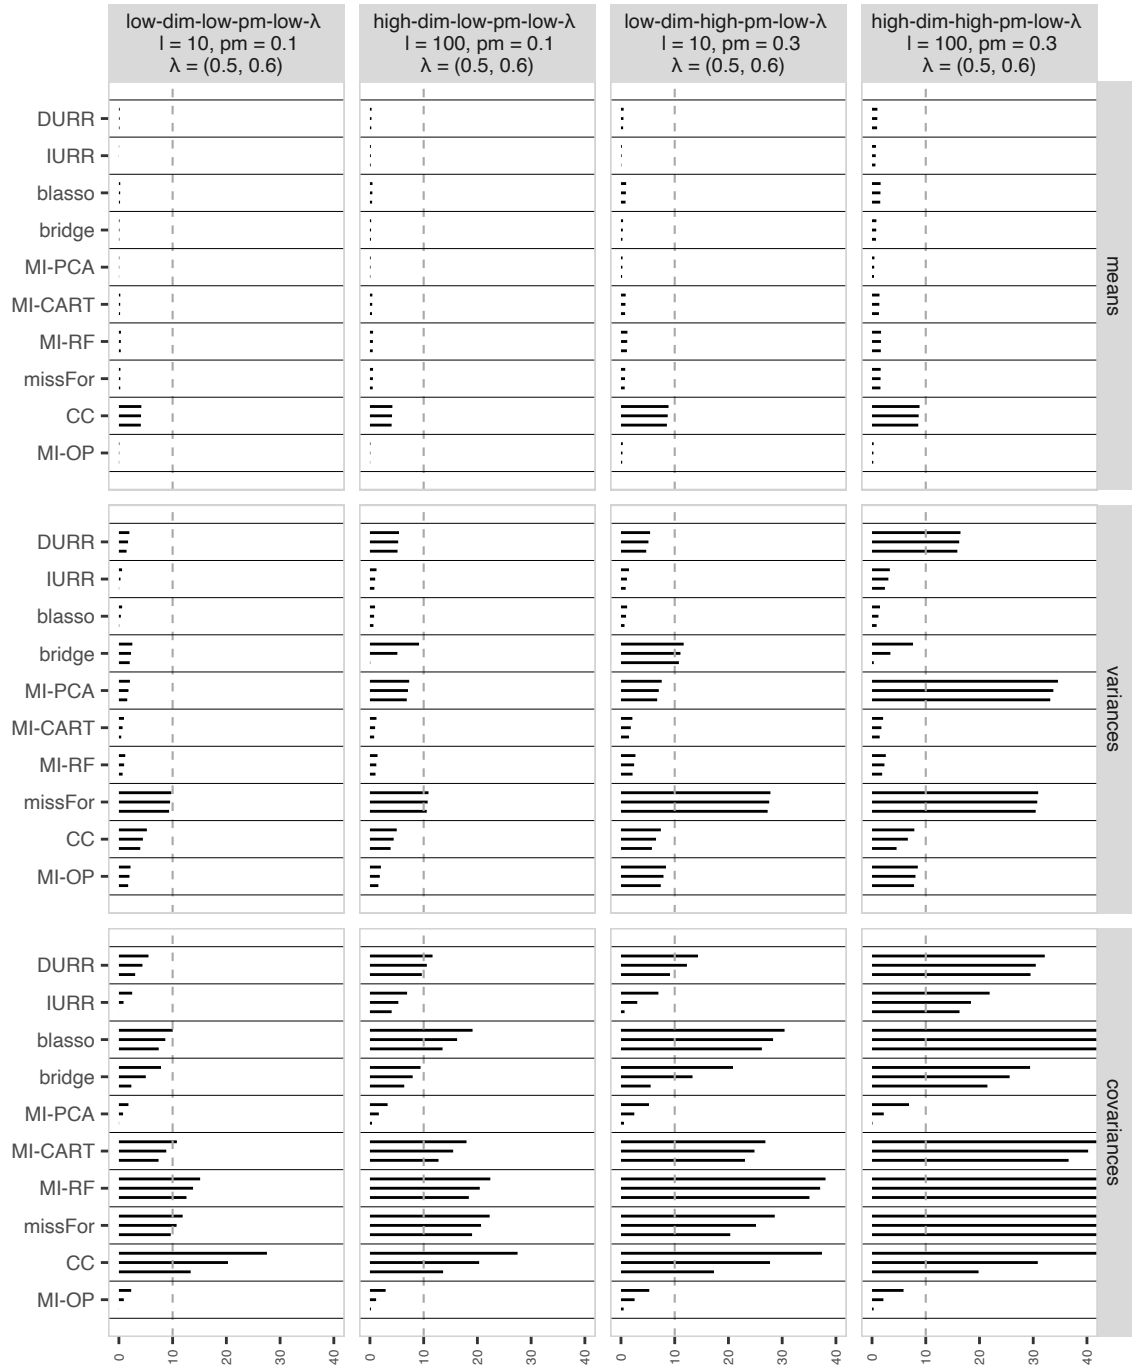 low-dim-low-pm-low-λ
l = 10, pm = 0.1
λ = (0.5, 0.6)
high-dim-low-pm-low-λ
l = 100, pm = 0.1
λ = (0.5, 0.6)
low-dim-high-pm-low-λ
l = 10, pm = 0.3
λ = (0.5, 0.6)
high-dim-high-pm-low-λ
l = 100, pm = 0.3
λ = (0.5, 0.6)
DURR
IURR
blasso
bridge
MI-PCA
MI-CART
MI-RF
missFor
CC
MI-OP
means
DURR
IURR
blasso
bridge
MI-PCA
MI-CART
MI-RF
missFor
CC
MI-OP
variances
DURR
IURR
blasso
bridge
MI-PCA
MI-CART
MI-RF
missFor
CC
MI-OP
covariances
0 10 20 30 40
0 10 20 30 40
0 10 20 30 40
0 10 20 30 40